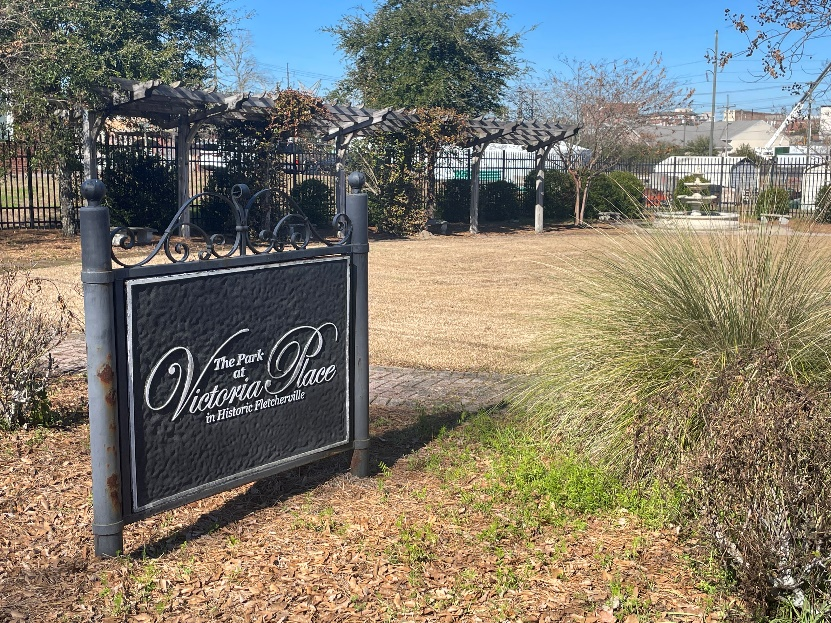 The Park
at
Victoria Place
in Historic Fletcherville